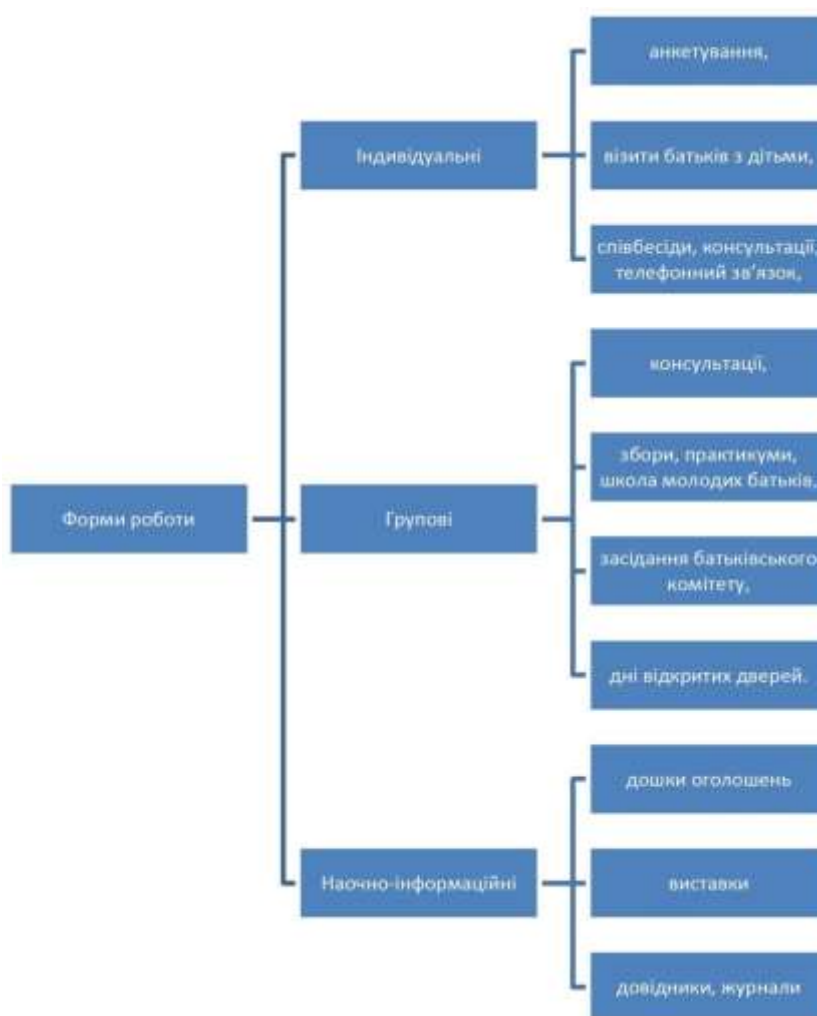 Форми роботи
Індивідуальні
анкетування,
візити батьків з дітьми,
співбесіди, консультації,
телефонний зв'язок,
Групові
консультації,
збори, практикуми,
школа молодих батьків,
засідання батьківського
комітету,
дні відкритих дверей.
Наочно-інформаційні
дошки оголошень
виставки
довідники, журнали